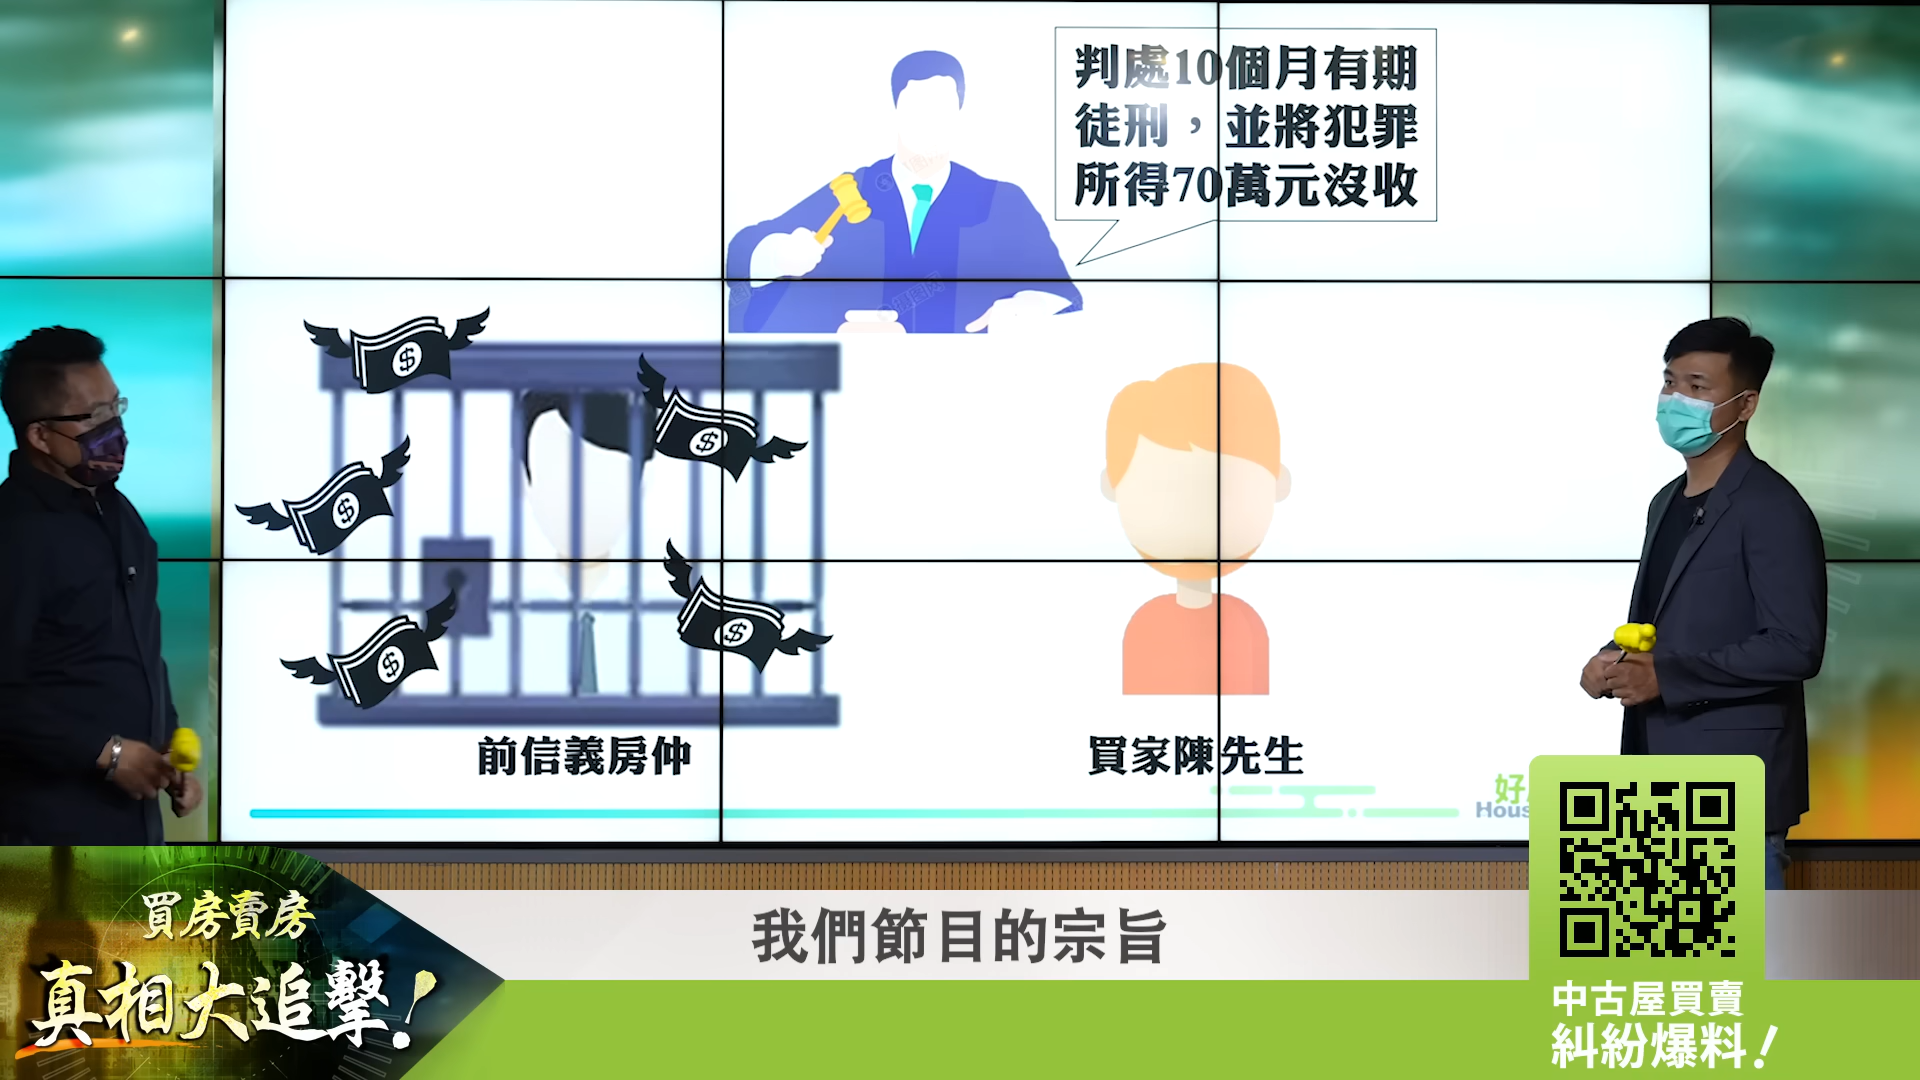 判處10個月有期
徒刑，並將犯罪
所得70萬元沒收
前信義房仲
買家陳先生
好
Hous
我們節目的宗旨
買房賣房
真相大追擊!
中古屋買賣
糾紛爆料!